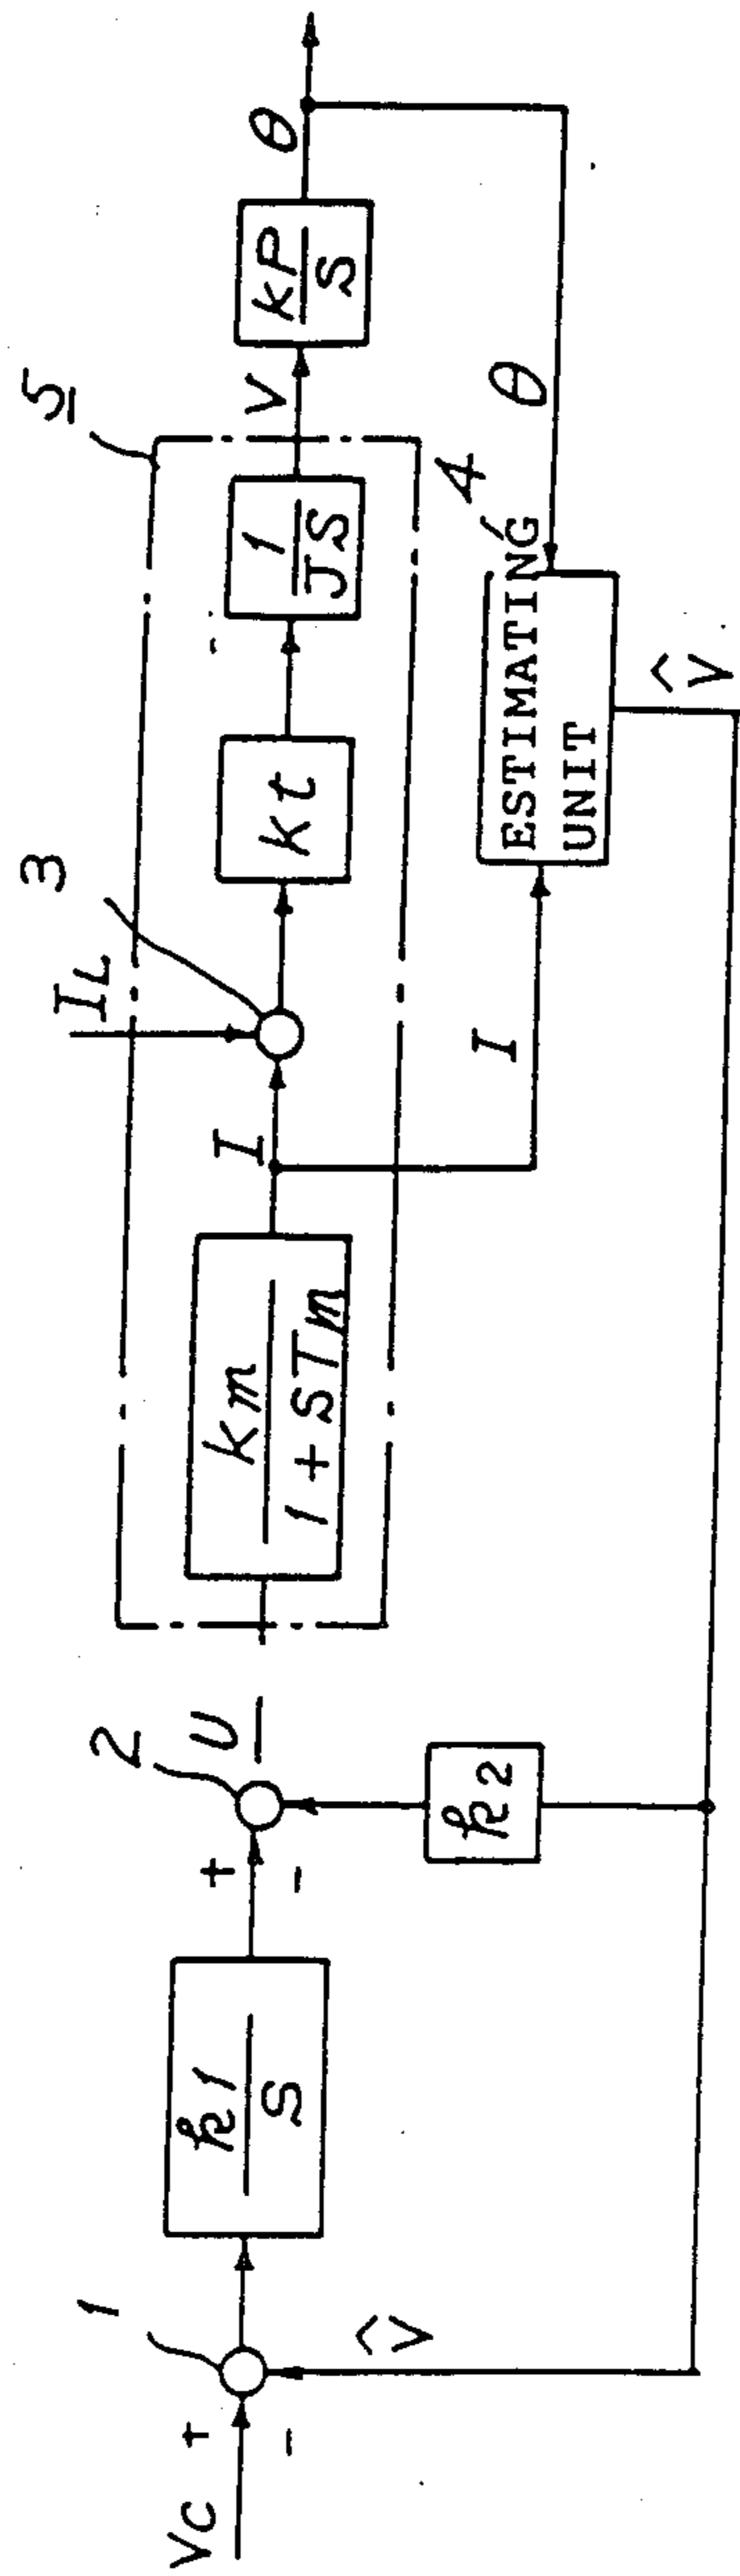 Vc + -
1
k1
S
+ -
2
U
k2
V̂
km
1 + STm
I
IL
3
kt
1
JS
V
5
kP
S
θ
I
ESTIMATING
UNIT
4
θ
V̂